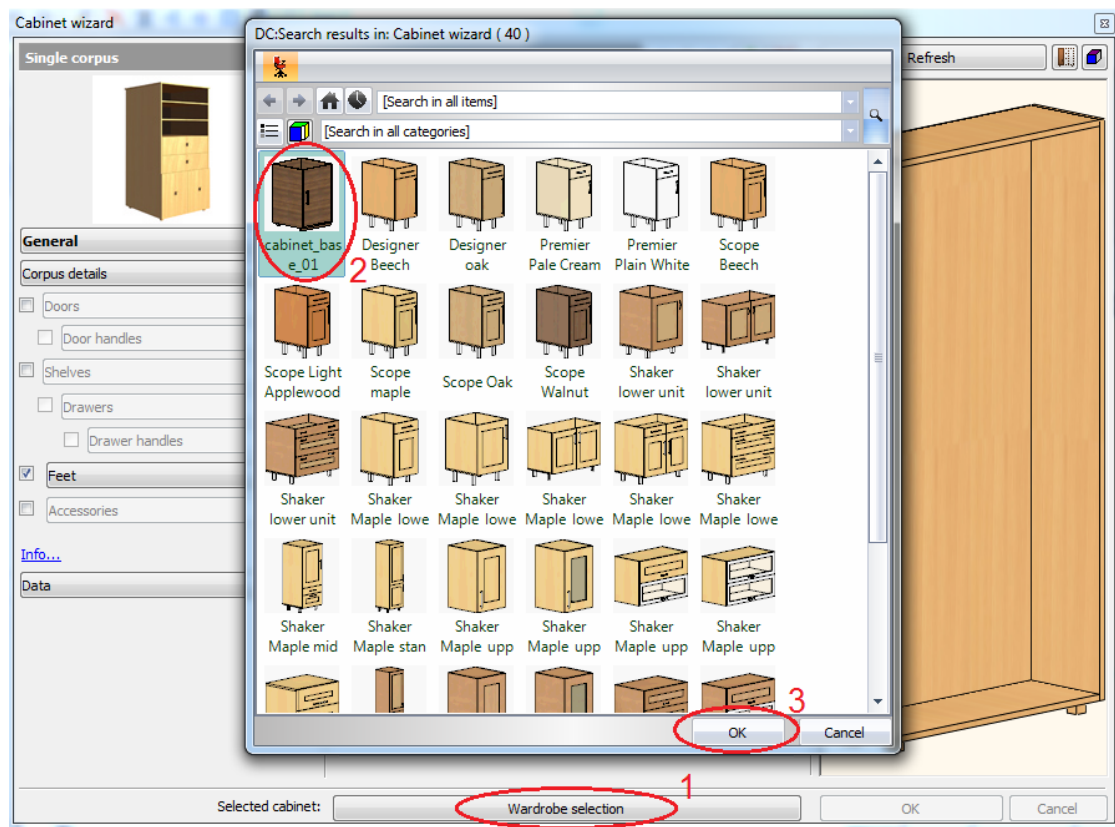 Cabinet wizard
Single corpus
General
Corpus details
Doors
Door handles
Shelves
Drawers
Drawer handles
Feet
Accessories
Info...
Data
DC:Search results in: Cabinet wizard ( 40 )
[Search in all items]
[Search in all categories]
cabinet_bas
e_01
2
Designer
Beech
Designer
oak
Premier
Pale Cream
Premier
Plain White
Scope
Beech
Scope Light
Applewood
Scope
maple
Scope Oak
Scope
Walnut
Shaker
lower unit
Shaker
lower unit
Shaker
lower unit
Shaker
Maple lowe
Shaker
Maple lowe
Shaker
Maple lowe
Shaker
Maple lowe
Shaker
Maple lowe
Shaker
Maple mid
Shaker
Maple stan
Shaker
Maple upp
Shaker
Maple upp
Shaker
Maple upp
Shaker
Maple upp
3
OK
Cancel
Refresh
1
Selected cabinet:
Wardrobe selection
OK
Cancel